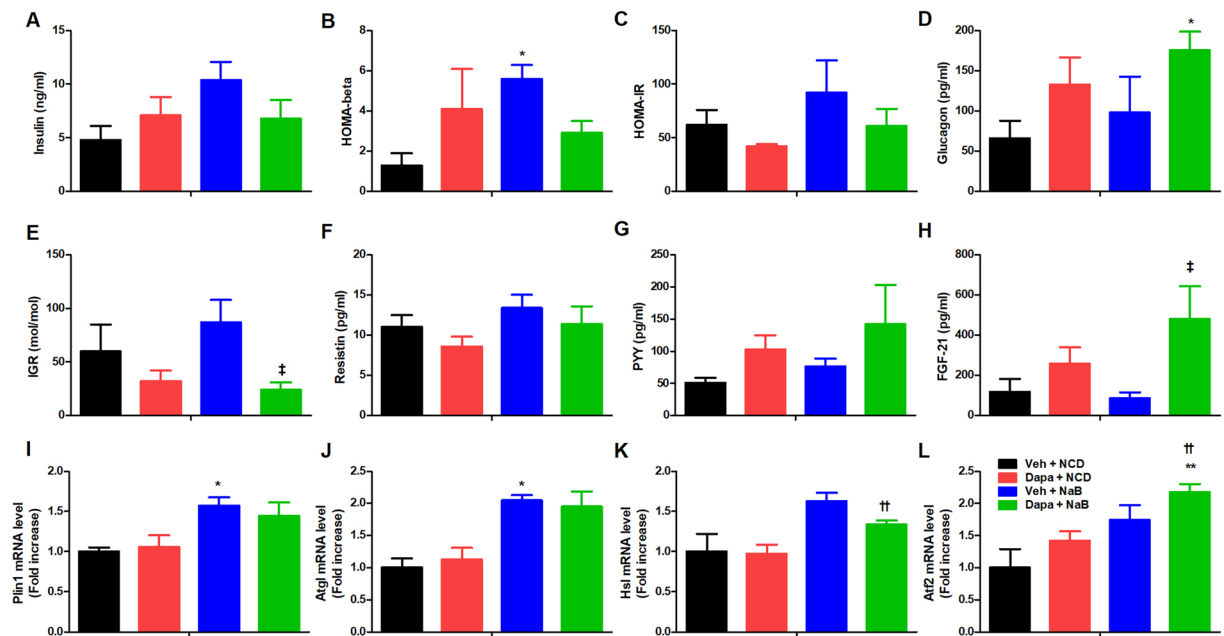 A
Insulin (ng/ml)
15
10
5
0
B
HOMA-beta
8
6
4
2
0
*
C
HOMA-IR
150
100
50
0
D
Glucagon (pg/ml)
200
150
100
50
0
*
E
IGR (mol/mol)
150
100
50
0
‡
F
Resistin (pg/ml)
20
15
10
5
0
G
PYY (pg/ml)
250
200
150
100
50
0
H
FGF-21 (pg/ml)
800
600
400
200
0
‡
I
Plin1 mRNA level
(Fold increase)
2.0
1.5
1.0
0.5
0.0
*
J
Atgl mRNA level
(Fold increase)
2.5
2.0
1.5
1.0
0.5
0.0
*
K
Hsl mRNA level
(Fold increase)
2.0
1.5
1.0
0.5
0.0
††
L
Atf2 mRNA level
(Fold increase)
2.5
2.0
1.5
1.0
0.5
0.0
Veh + NCD
Dapa + NCD
Veh + NaB
Dapa + NaB
††
**